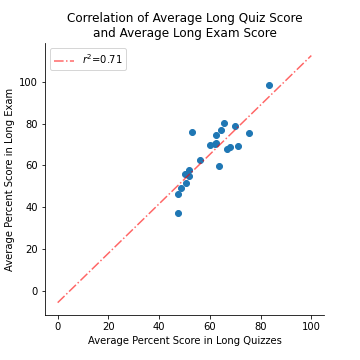 Correlation of Average Long Quiz Score
and Average Long Exam Score
r²=0.71
Average Percent Score in Long Exam
100
80
60
40
20
0
0 20 40 60 80 100
Average Percent Score in Long Quizzes